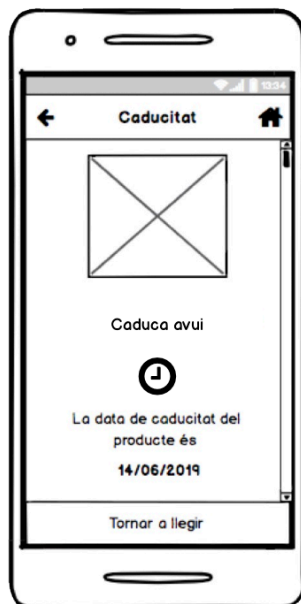 13:34
Caducitat
Caduca avui
La data de caducitat del
producte és
14/06/2019
Tornar a llegir